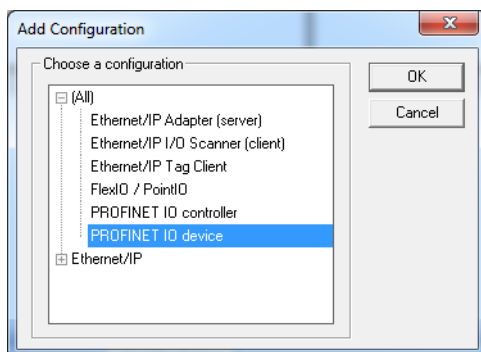 Add Configuration
Choose a configuration
(All)
Ethernet/IP Adapter (server)
Ethernet/IP I/O Scanner (client)
Ethernet/IP Tag Client
FlexIO / PointIO
PROFINET IO controller
PROFINET IO device
Ethernet/IP
OK
Cancel